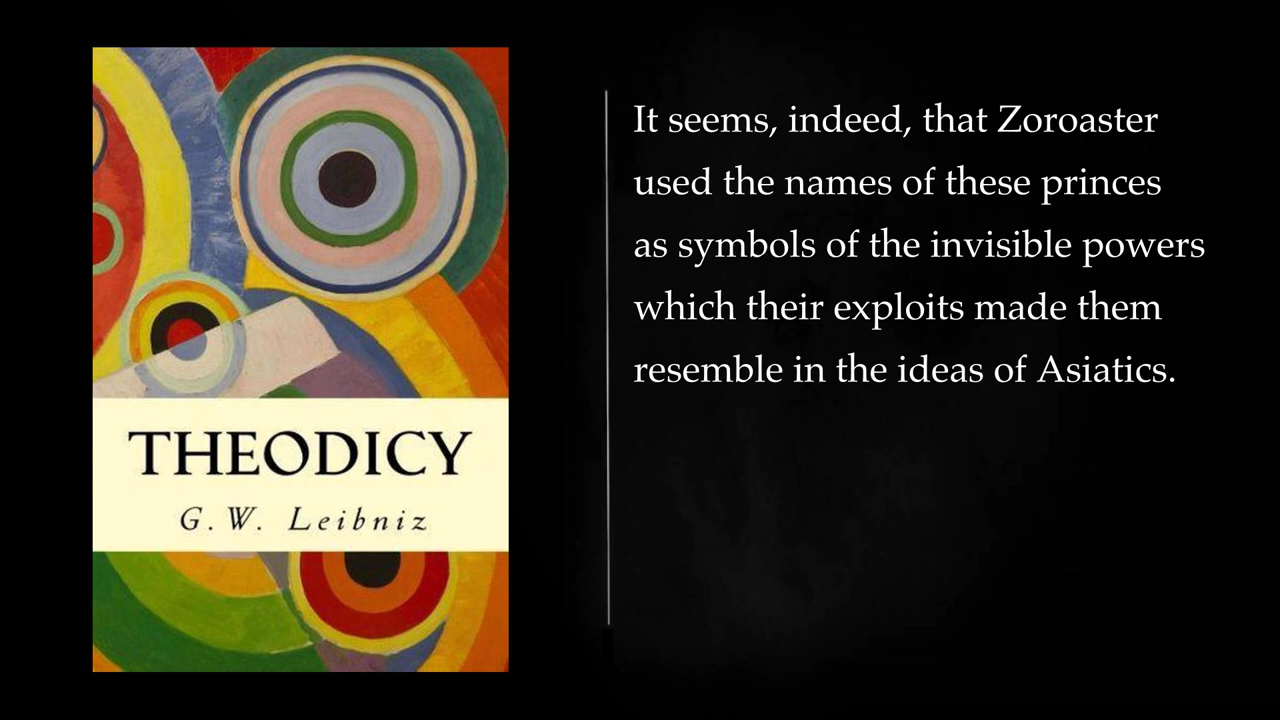 THEODICY
G. W. Leibniz
It seems, indeed, that Zoroaster
used the names of these princes
as symbols of the invisible powers
which their exploits made them
resemble in the ideas of Asiatics.